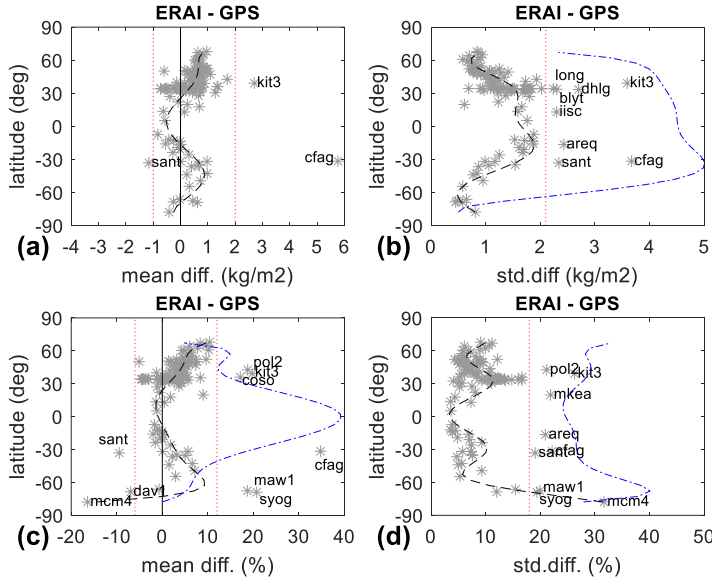 ERAI - GPS
90
60
30
0
-30
-60
-90
latitude (deg)
kit3
sant
cfag
-4 -3 -2 -1 0 1 2 3 4 5 6
mean diff. (kg/m2)
(a)
ERAI - GPS
90
60
30
0
-30
-60
-90
latitude (deg)
long
kit3
dhlg
blyt
iisc
areq
sant
cfag
0 1 2 3 4 5
std.diff (kg/m2)
(b)
ERAI - GPS
90
60
30
0
-30
-60
-90
latitude (deg)
pol2
kit3
coso
sant
cfag
dav1
maw1
mcm4
syog
-20 -10 0 10 20 30 40
mean diff. (%)
(c)
ERAI - GPS
90
60
30
0
-30
-60
-90
latitude (deg)
pol2
kit3
mkea
areq
sant
cfag
maw1
syog
mcm4
0 10 20 30 40 50
std.diff. (%)
(d)